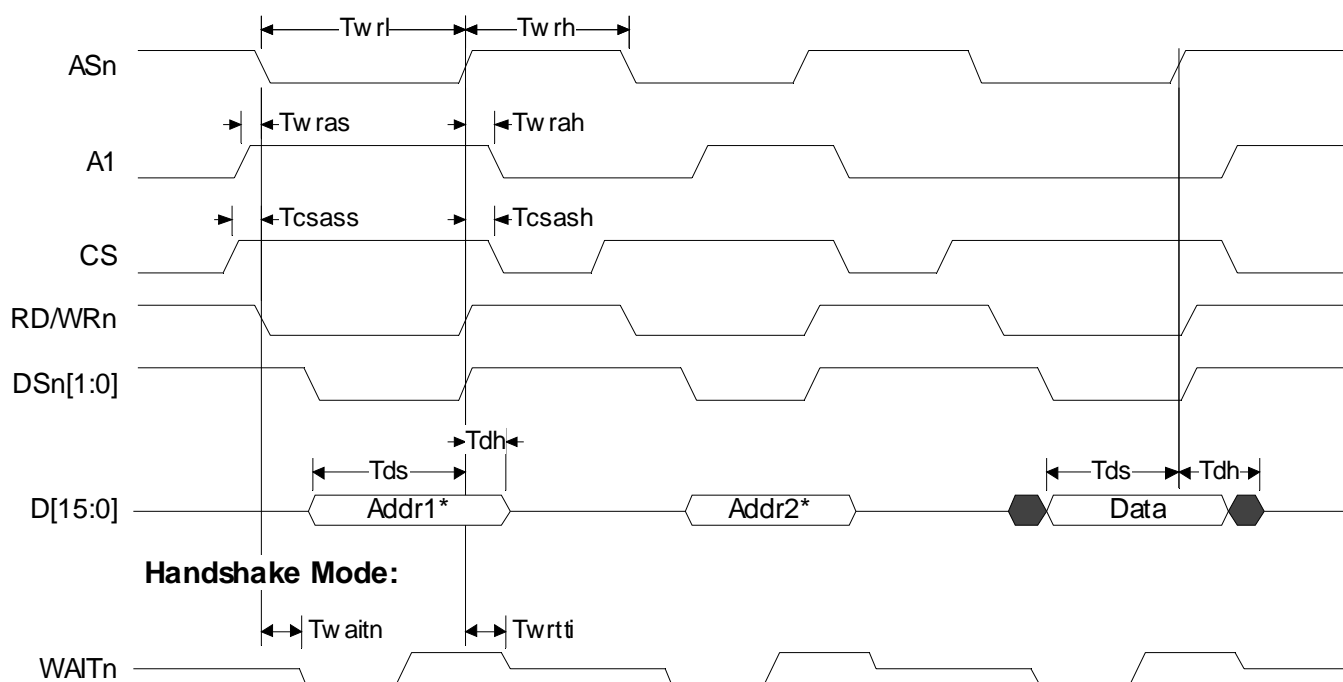 Twrl Twrh
ASn
Twras Twrah
A1
Tcsass Tcsash
CS
RD/WRn
DSn[1:0]
Tdh
Tds Tds Tdh
D[15:0] Addr1* Addr2* Data
Handshake Mode:
Twaitn Twrtti
WAITn